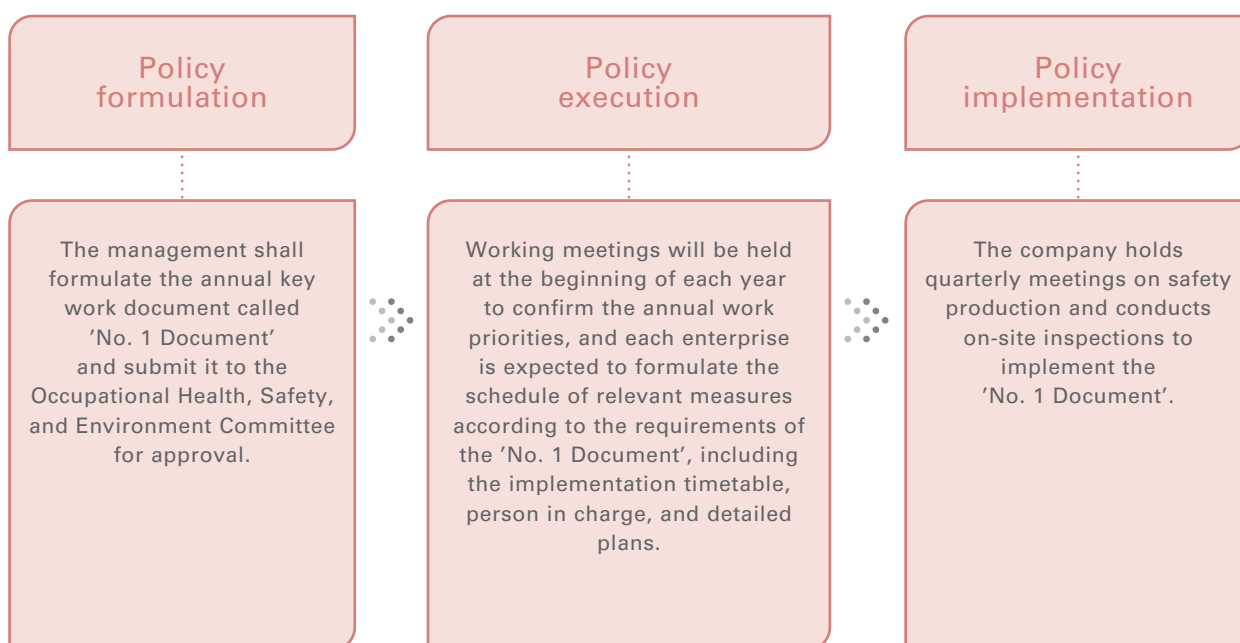 Policy
formulation
The management shall
formulate the annual key
work document called
’No. 1 Document’
and submit it to the
Occupational Health, Safety,
and Environment Committee
for approval.
Policy
execution
Working meetings will be held
at the beginning of each year
to confirm the annual work
priorities, and each enterprise
is expected to formulate the
schedule of relevant measures
according to the requirements of
the ’No. 1 Document’, including
the implementation timetable,
person in charge, and detailed
plans.
Policy
implementation
The company holds
quarterly meetings on safety
production and conducts
on-site inspections to
implement the
’No. 1 Document’.